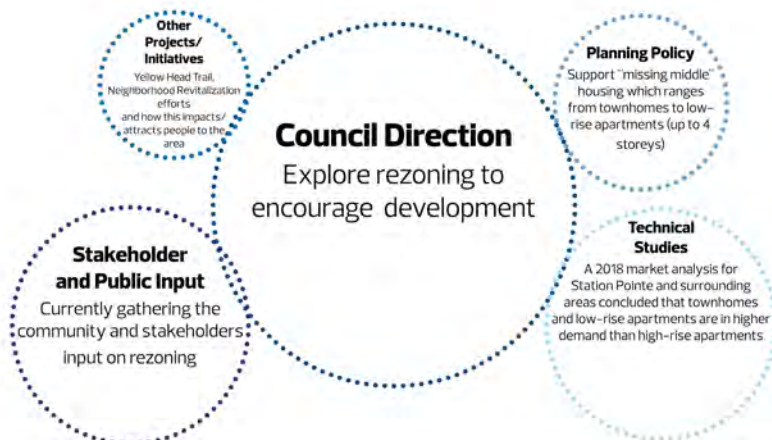 Other
Projects/
Initiatives
Yellow Head Trail,
Neighborhood Revitalization
efforts
and how this impacts/
attracts people to the
area
Planning Policy
Support "missing middle"
housing which ranges
from townhomes to low-
rise apartments (up to 4
storeys)
Council Direction
Explore rezoning to
encourage development
Stakeholder
and Public Input
Currently gathering the
community and stakeholders
input on rezoning
Technical
Studies
A 2018 market analysis for
Station Pointe and surrounding
areas concluded that townhomes
and low-rise apartments are in higher
demand than high-rise apartments